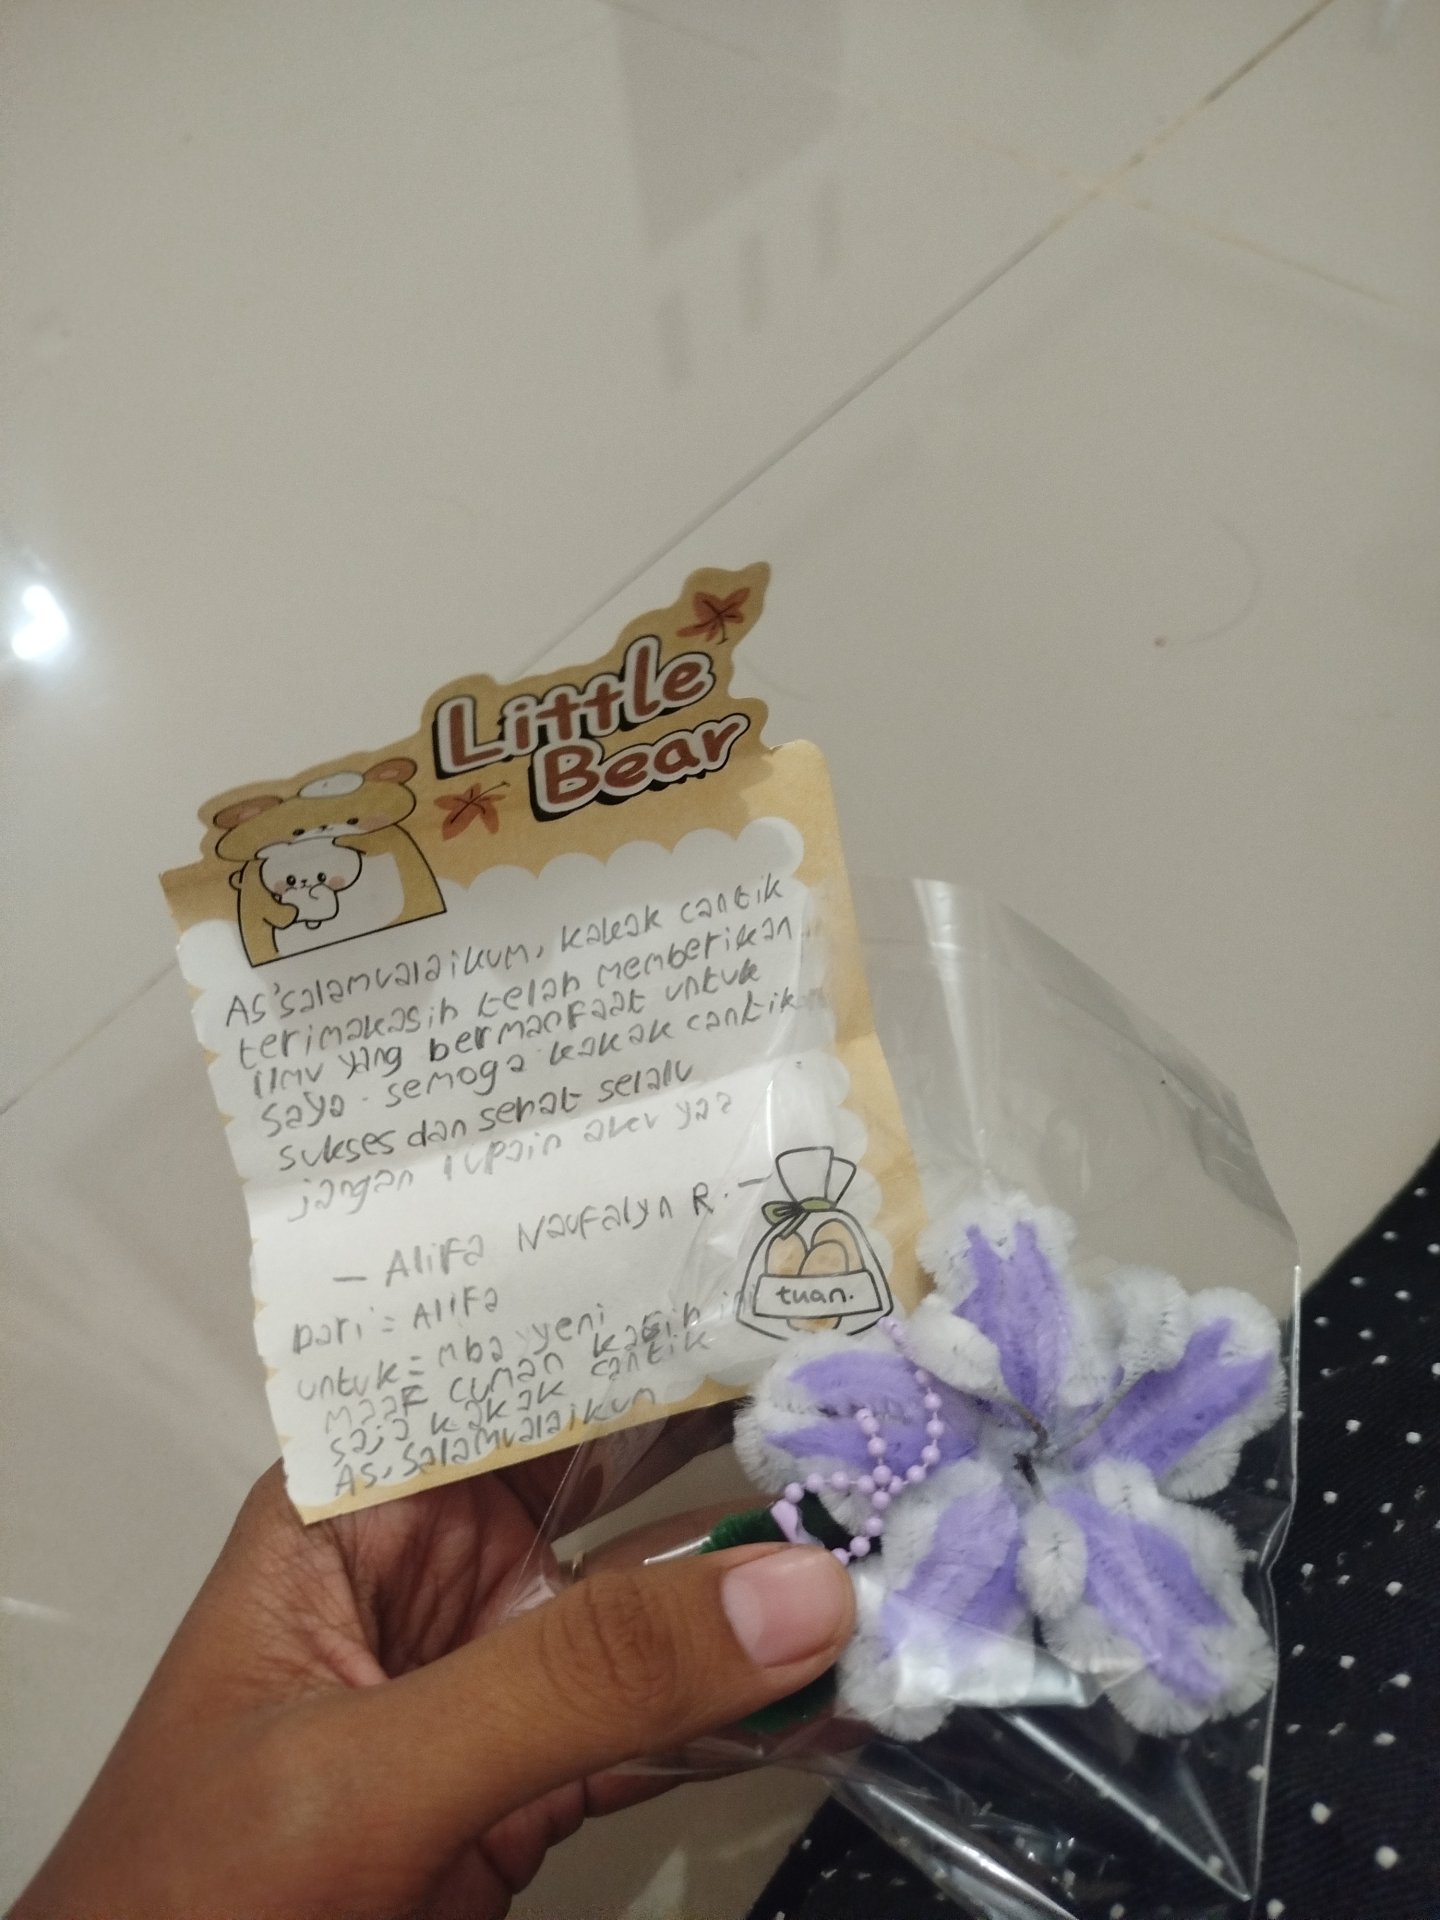 Little
Bear
As'salamualaikum, kakak cantik
terimakasih telah memberikan
ilmu yang bermanfaat untuk
saya. semoga kakak cantik
sukses dan sehat selalu
jangan lupain aku yaa
- Alifa Naufalyn R. -
Dari = Alifa
untuk = mba yeni
maaf cuman kasih ini
saja kakak cantik
As,salamualaikum
tuan.